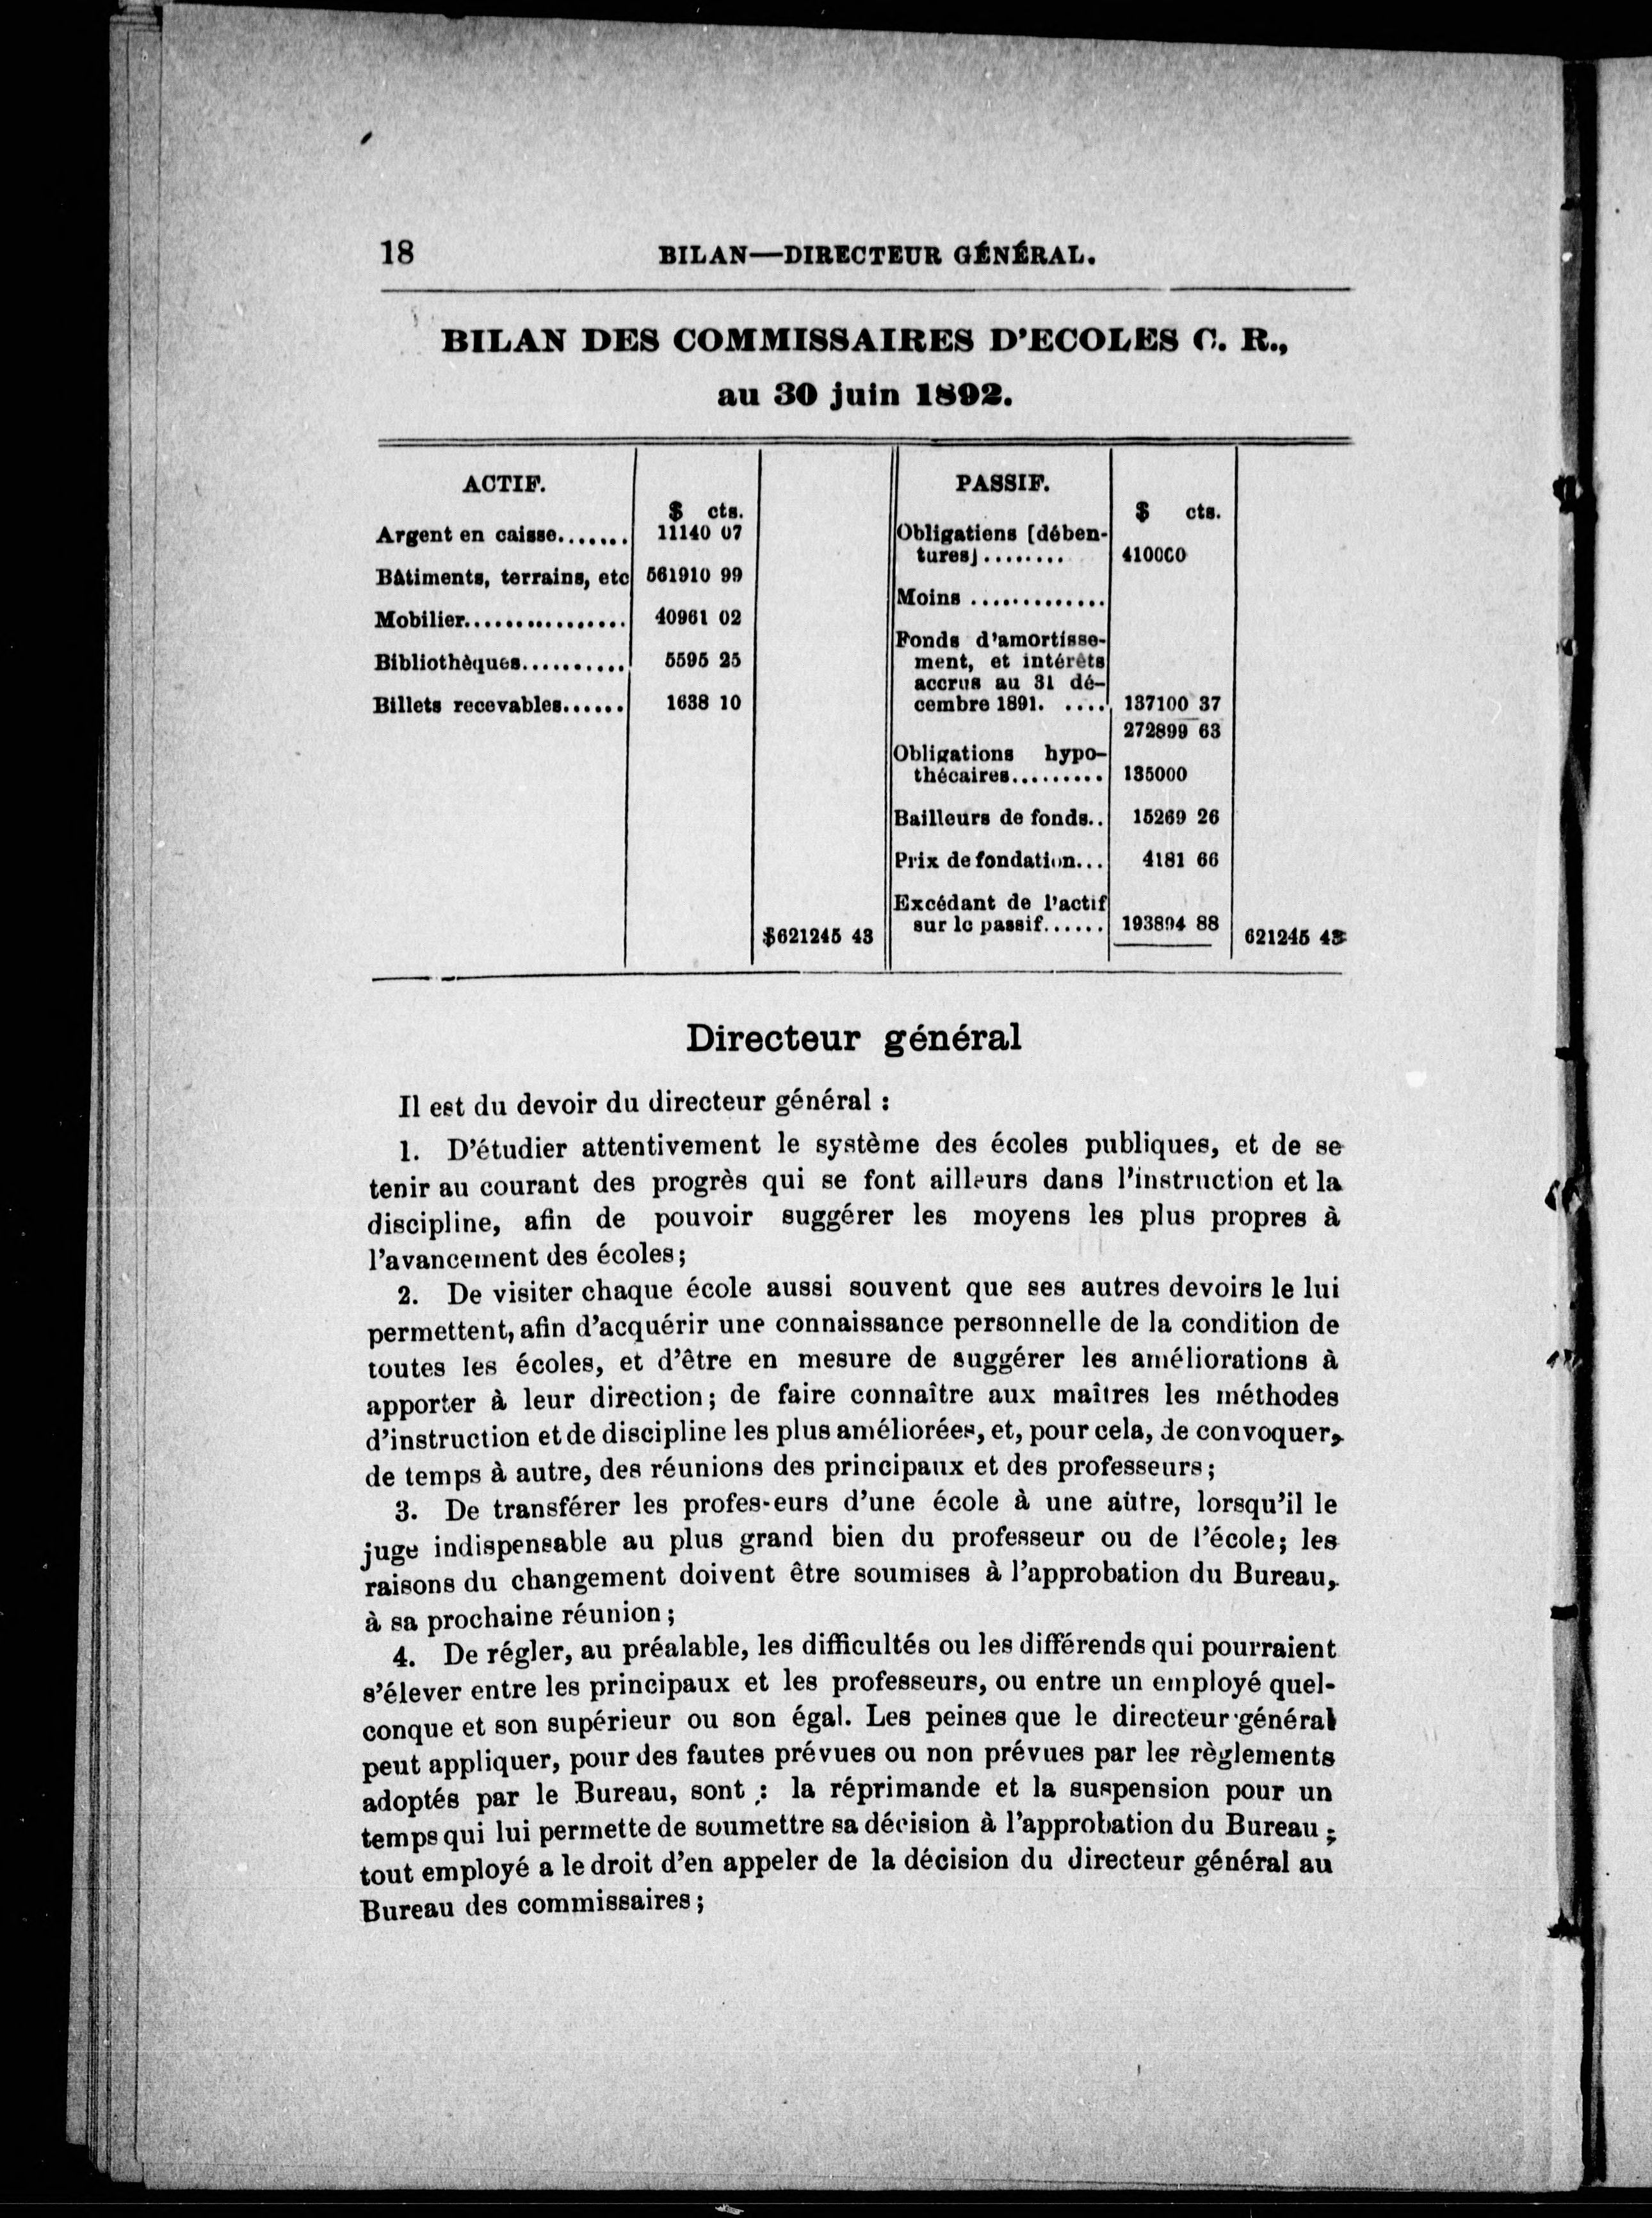 18 BILAN—DIRECTEUR GÉNÉRAL.
BILAN DES COMMISSAIRES D'ECOLES C. R.,
au 30 juin 1892.
ACTIF.
$ cts.
Argent en caisse....... 11140 07
Bâtiments, terrains, etc 561910 99
Mobilier................ 40961 02
Bibliothèques.......... 5595 25
Billets recevables...... 1638 10
$621245 43
PASSIF.
$ cts.
Obligations [dében-
tures]........ 410000
Moins .............
Fonds d'amortisse-
ment, et intérêts
accrus au 31 dé-
cembre 1891. .... 137100 37
272899 63
Obligations hypo-
thécaires......... 135000
Bailleurs de fonds.. 15269 26
Prix de fondation... 4181 66
Excédant de l'actif
sur le passif...... 193894 88
621245 43
Directeur général
Il est du devoir du directeur général :
1. D'étudier attentivement le système des écoles publiques, et de se
tenir au courant des progrès qui se font ailleurs dans l'instruction et la
discipline, afin de pouvoir suggérer les moyens les plus propres à
l'avancement des écoles;
2. De visiter chaque école aussi souvent que ses autres devoirs le lui
permettent, afin d'acquérir une connaissance personnelle de la condition de
toutes les écoles, et d'être en mesure de suggérer les améliorations à
apporter à leur direction; de faire connaître aux maîtres les méthodes
d'instruction et de discipline les plus améliorées, et, pour cela, de convoquer,
de temps à autre, des réunions des principaux et des professeurs;
3. De transférer les professeurs d'une école à une autre, lorsqu'il le
juge indispensable au plus grand bien du professeur ou de l'école; les
raisons du changement doivent être soumises à l'approbation du Bureau,
à sa prochaine réunion;
4. De régler, au préalable, les difficultés ou les différends qui pourraient
s'élever entre les principaux et les professeurs, ou entre un employé quel-
conque et son supérieur ou son égal. Les peines que le directeur général
peut appliquer, pour des fautes prévues ou non prévues par les règlements
adoptés par le Bureau, sont : la réprimande et la suspension pour un
temps qui lui permette de soumettre sa décision à l'approbation du Bureau;
tout employé a le droit d'en appeler de la décision du directeur général au
Bureau des commissaires;